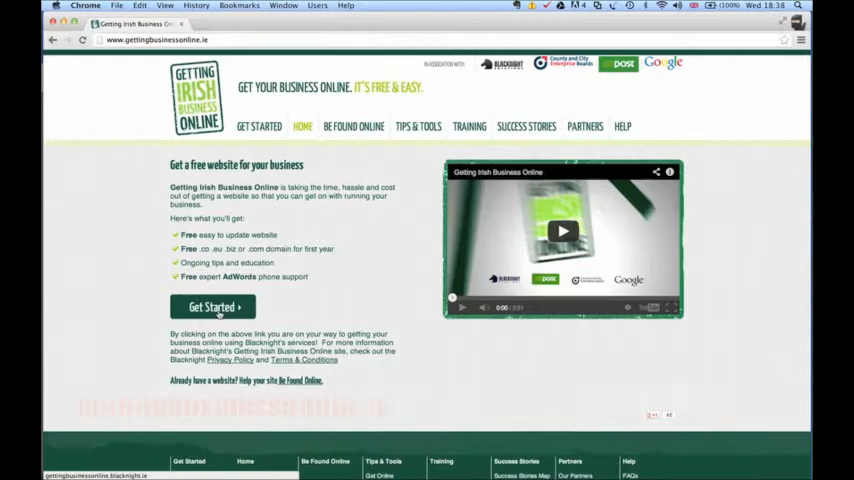 Chrome File Edit View History Bookmarks Window Users Help
4 (100%) Wed 18:38
Getting Irish Business On
www.gettingbusinessonline.ie
GETTING
IRISH
BUSINESS
ONLINE
GET YOUR BUSINESS ONLINE. IT'S FREE & EASY.
IN ASSOCIATION WITH BLACKNIGHT SOLUTIONS County and City Enterprise Boards post Google
GET STARTED HOME BE FOUND ONLINE TIPS & TOOLS TRAINING SUCCESS STORIES PARTNERS HELP
Get a free website for your business
Getting Irish Business Online is taking the time, hassle and cost
out of getting a website so that you can get on with running your
business.
Here's what you'll get:
Free easy to update website
Free .co .eu .biz or .com domain for first year
Ongoing tips and education
Free expert AdWords phone support
Get Started
By clicking on the above link you are on your way to getting your
business online using Blacknight's services! For more information
about Blacknight's Getting Irish Business Online site, check out the
Blacknight Privacy Policy and Terms & Conditions
Already have a website? Help your site Be Found Online.
Getting Irish Business Online
BLACKNIGHT post Google
0:00 / 0:51 YouTube
+1 46
Get Started Home Be Found Online Tips & Tools Training Success Stories Partners Help
Get Online Success Stories Map Our Partners FAQs
gettingbusinessonline.blacknight.ie